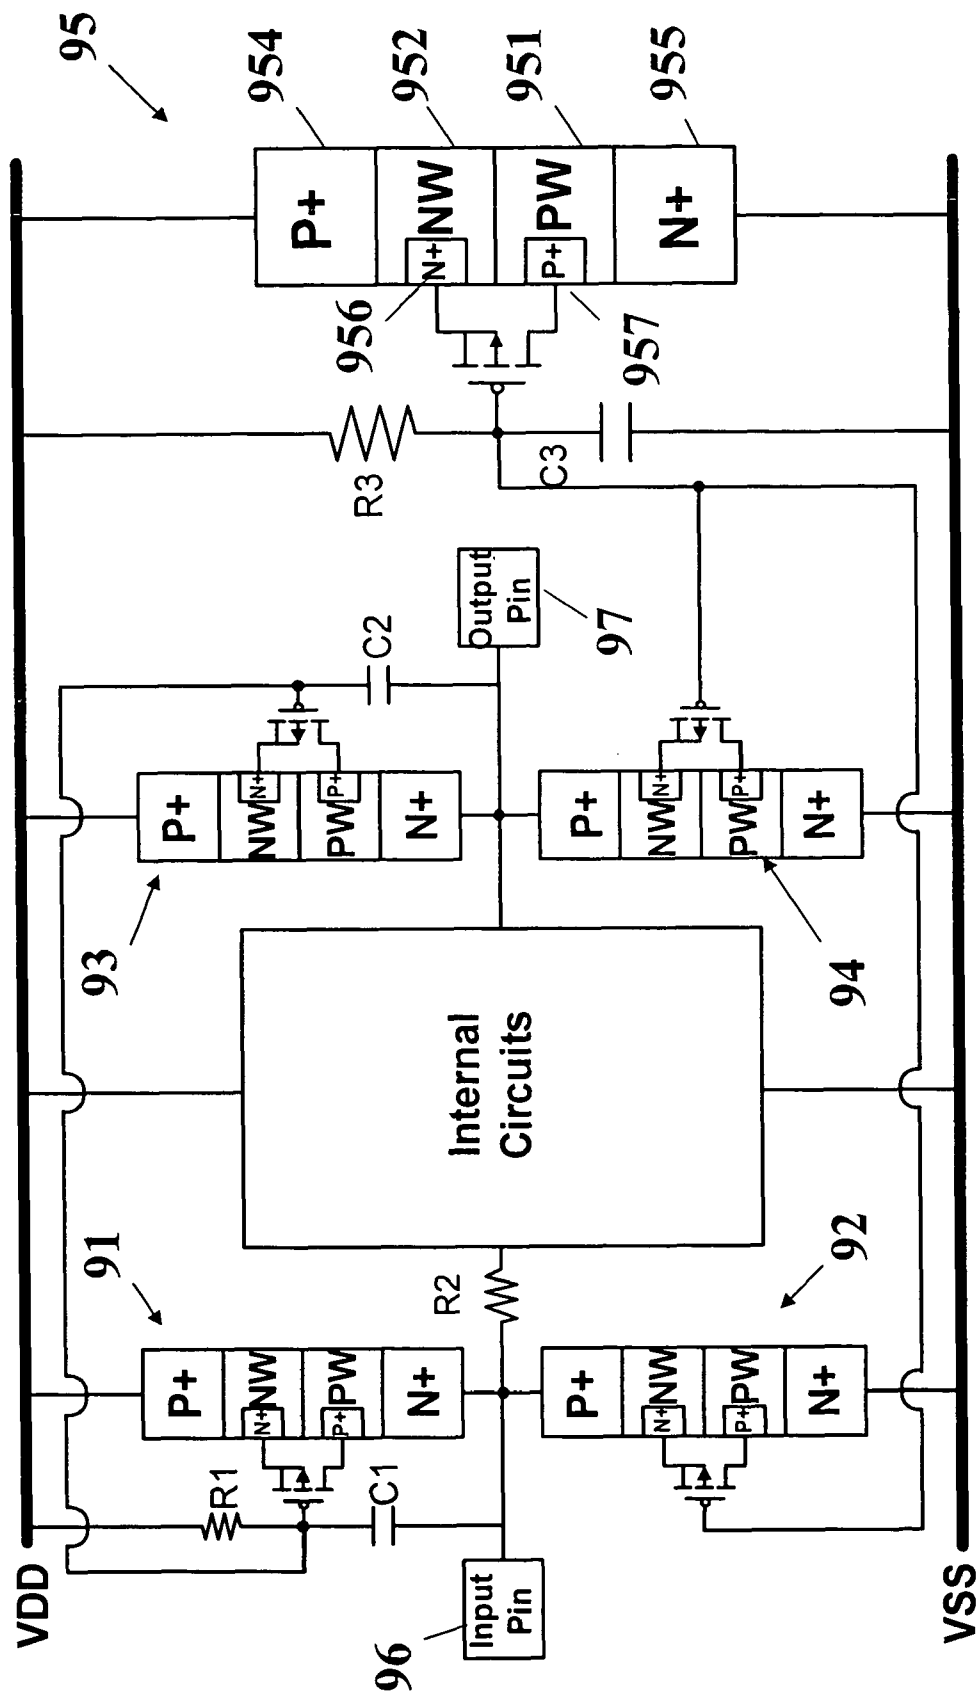 95
VDD
91
93
R1
P+
NW
N+
PW
P+
N+
C1
P+
NW
N+
PW
P+
N+
C2
R3
P+
954
NW
952
N+
956
PW
951
P+
957
N+
955
C3
96
Input
Pin
R2
Internal
Circuits
Output
Pin
97
P+
NW
N+
PW
P+
N+
92
P+
NW
N+
PW
P+
N+
94
VSS